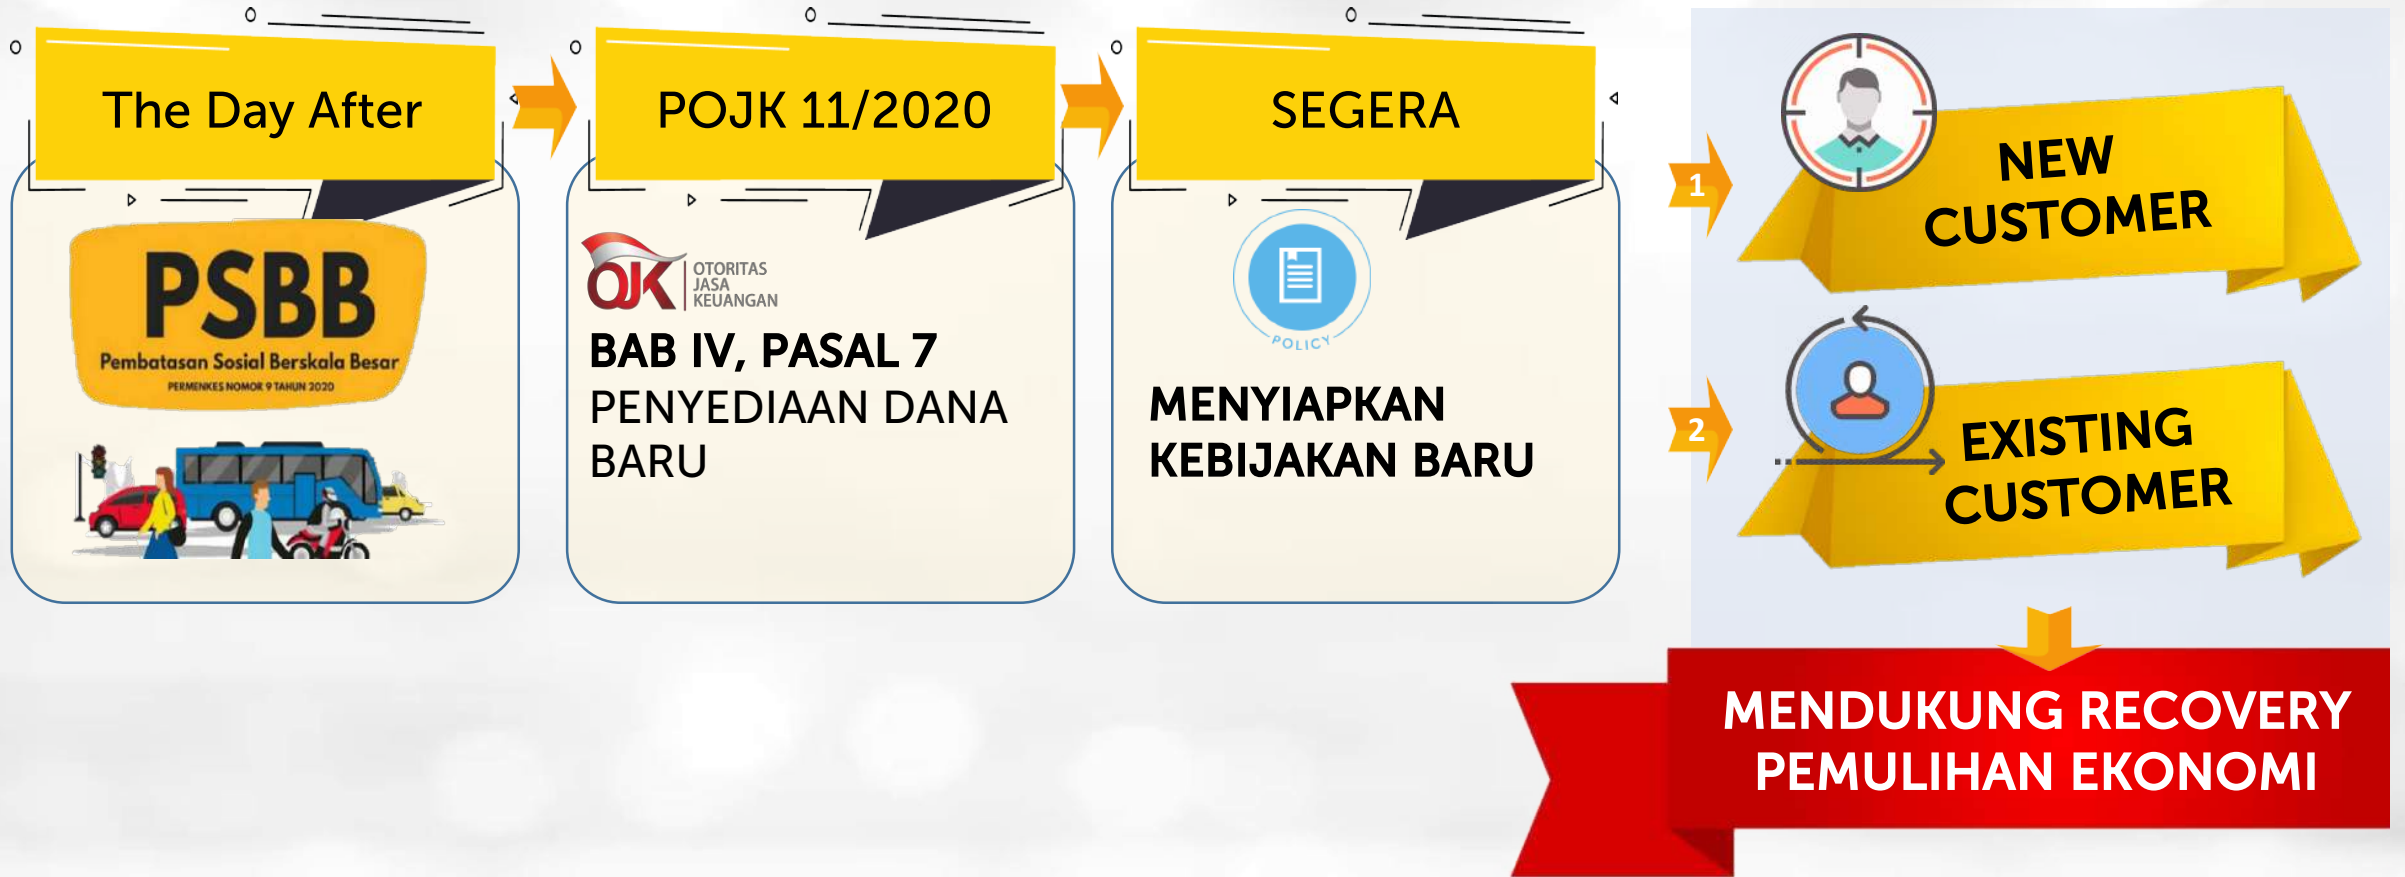 The Day After
PSBB
Pembatasan Sosial Berskala Besar
PERMENKES NOMOR 9 TAHUN 2020
POJK 11/2020
OJK
OTORITAS
JASA
KEUANGAN
BAB IV, PASAL 7
PENYEDIAAN DANA
BARU
SEGERA
POLICY
MENYIAPKAN
KEBIJAKAN BARU
1
NEW
CUSTOMER
2
EXISTING
CUSTOMER
MENDUKUNG RECOVERY
PEMULIHAN EKONOMI